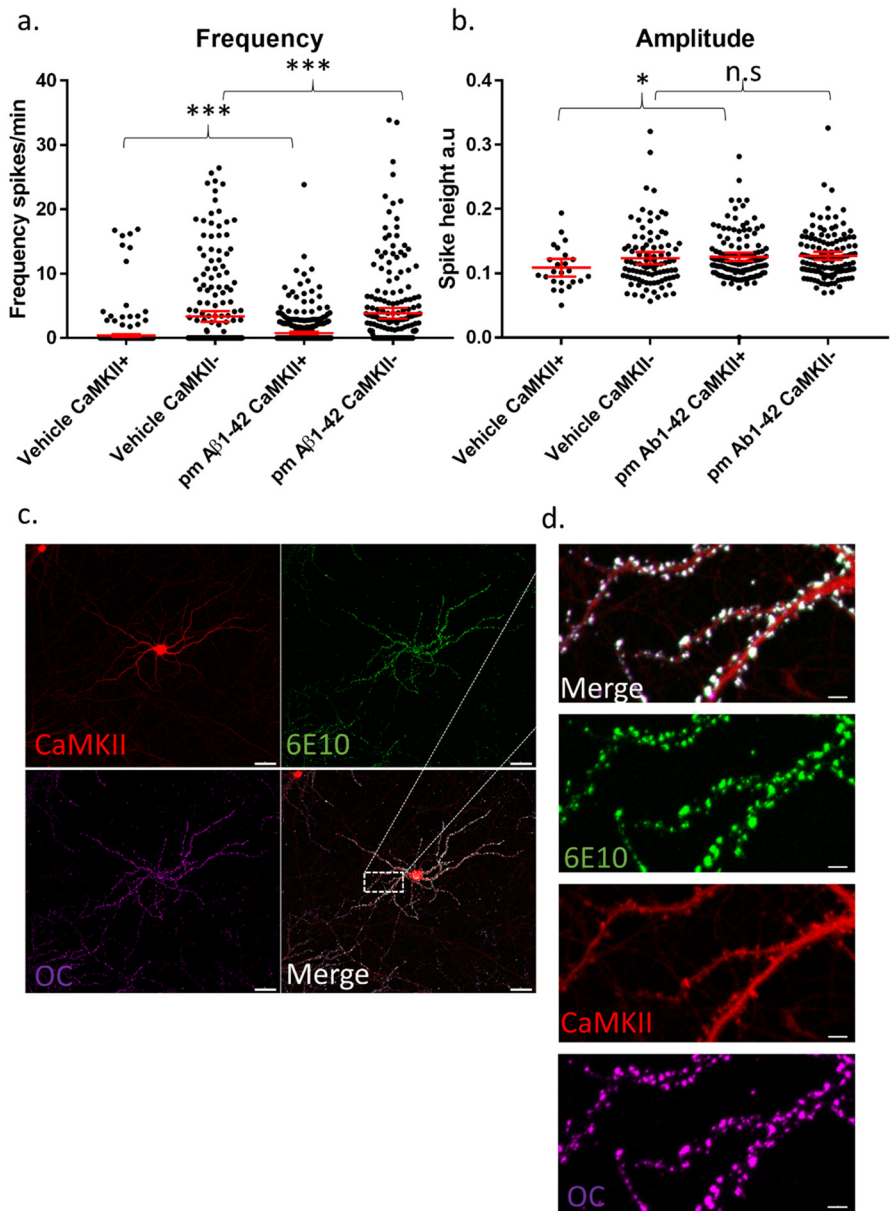 a.
Frequency
Frequency spikes/min
40
30
20
10
0
***
***
Vehicle CaMKII+
Vehicle CaMKII-
pm Aβ1-42 CaMKII+
pm Aβ1-42 CaMKII-
b.
Amplitude
Spike height a.u
0.4
0.3
0.2
0.1
0.0
*
n.s
Vehicle CaMKII+
Vehicle CaMKII-
pm Ab1-42 CaMKII+
pm Ab1-42 CaMKII-
c.
CaMKII
6E10
OC
Merge
d.
Merge
6E10
CaMKII
OC